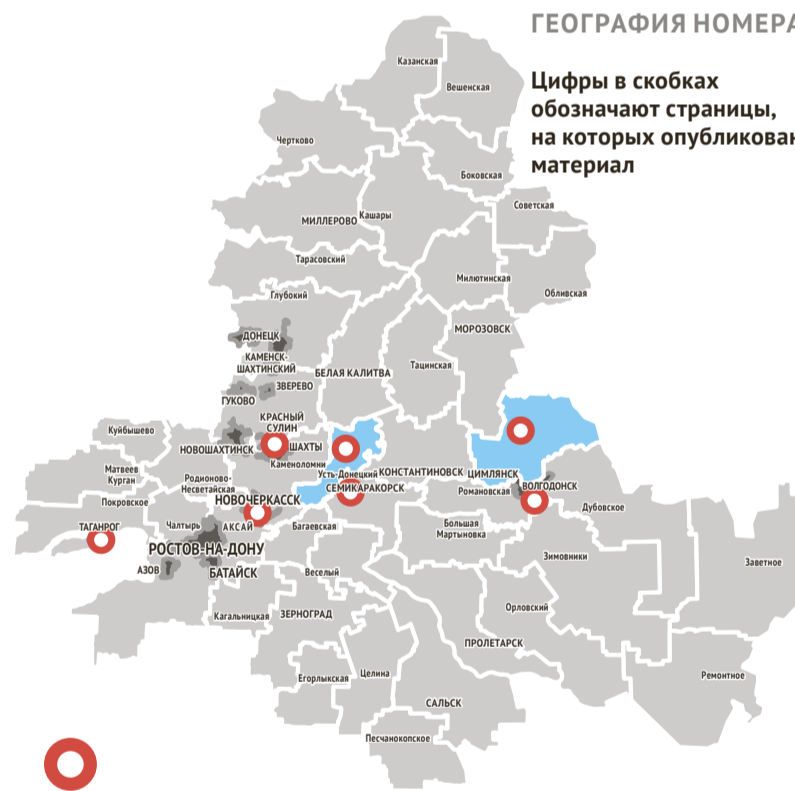 ГЕОГРАФИЯ НОМЕРА
Цифры в скобках
обозначают страницы,
на которых опубликован
материал
Казанская
Вешенская
Чертково
Боковская
Советская
МИЛЛЕРОВО
Кашары
Тарасовский
Милютинская
Обливская
Глубокий
МОРОЗОВСК
ДОНЕЦК
КАМЕНСК-
ШАХТИНСКИЙ
Тацинская
БЕЛАЯ КАЛИТВА
ЗВЕРЕВО
ГУКОВО
КРАСНЫЙ
СУЛИН
Куйбышево
НОВОШАХТИНСК
ШАХТЫ
Каменоломни
Матвеев
Курган
Усть-Донецкий
КОНСТАНТИНОВСК
ЦИМЛЯНСК
Родионово-
Несветайская
СЕМИКАРАКОРСК
Романовская
ВОЛГОДОНСК
Покровское
НОВОЧЕРКАССК
Дубовское
ТАГАНРОГ
Чалтырь
АКСАЙ
Багаевская
Большая
Мартыновка
РОСТОВ-НА-ДОНУ
Зимовники
Заветное
АЗОВ
БАТАЙСК
Веселый
Кагальницкая
ЗЕРНОГРАД
Орловский
ПРОЛЕТАРСК
Егорлыкская
Целина
Ремонтное
САЛЬСК
Песчанокопское